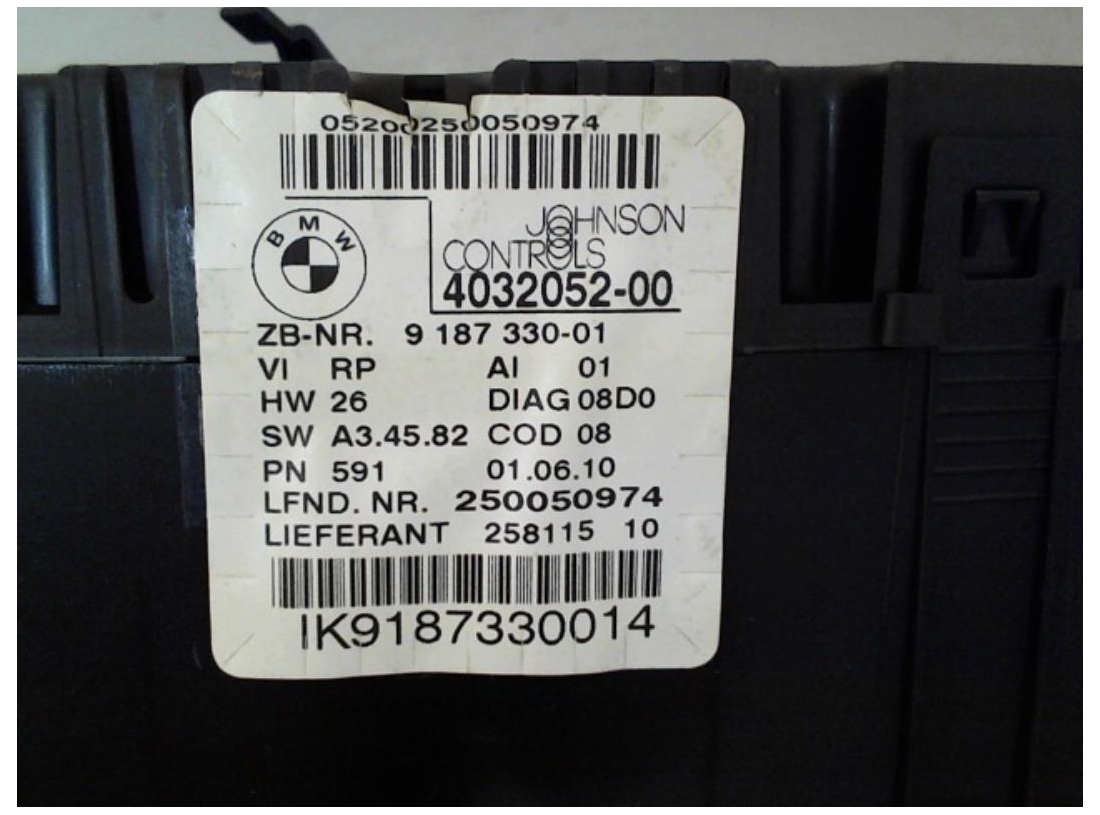 05200250050974
BMW
JOHNSON
CONTROLS
4032052-00
ZB-NR. 9 187 330-01
VI RP AI 01
HW 26 DIAG 08D0
SW A3.45.82 COD 08
PN 591 01.06.10
LFND. NR. 250050974
LIEFERANT 258115 10
IK9187330014